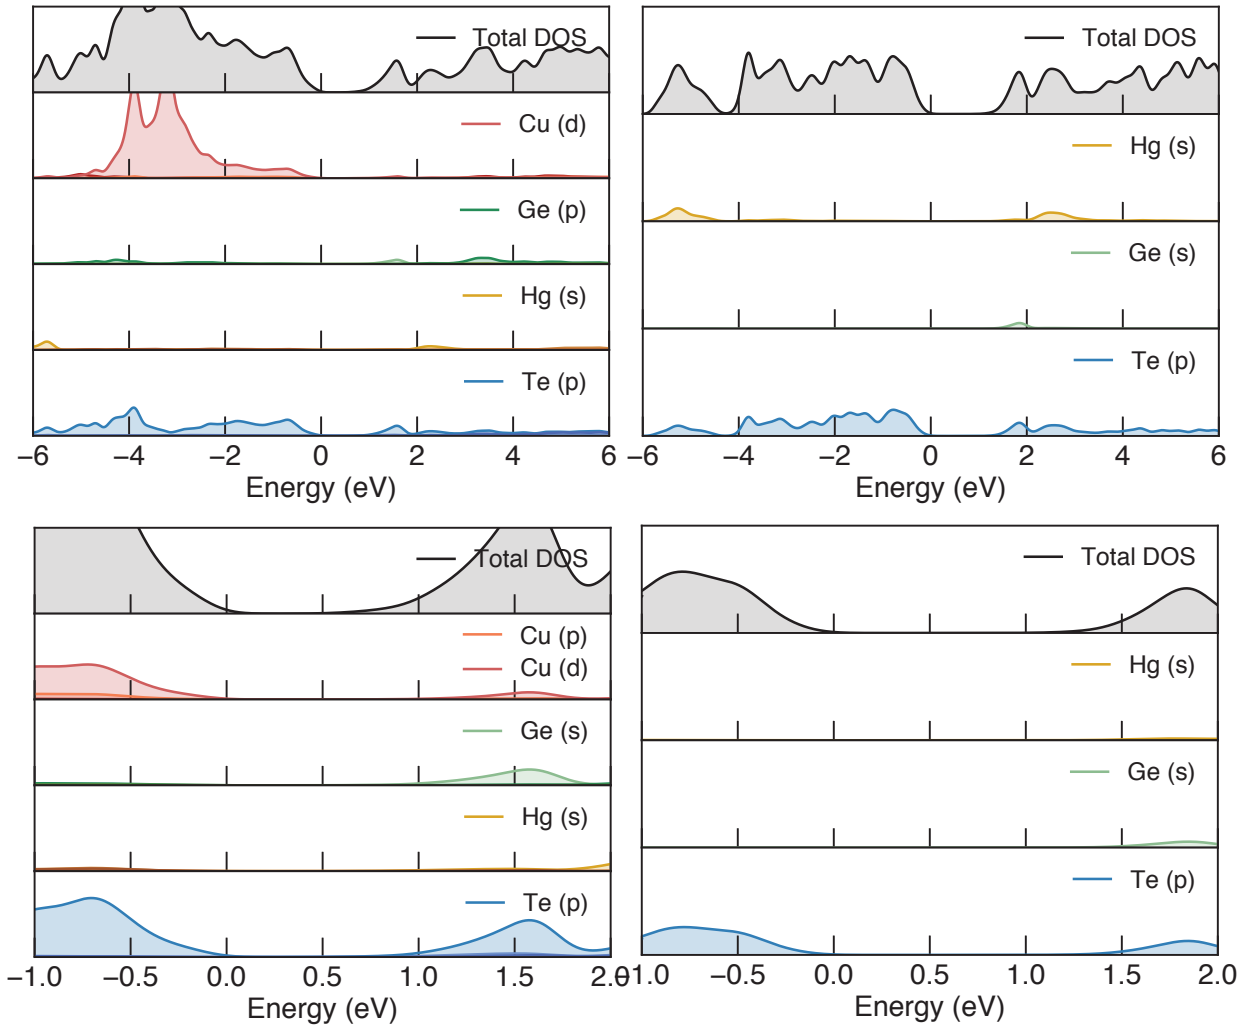 Total DOS
Cu (d)
Ge (p)
Hg (s)
Te (p)
−6 −4 −2 0 2 4 6
Energy (eV)
Total DOS
Hg (s)
Ge (s)
Te (p)
−6 −4 −2 0 2 4 6
Energy (eV)
Total DOS
Cu (p)
Cu (d)
Ge (s)
Hg (s)
Te (p)
−1.0 −0.5 0.0 0.5 1.0 1.5 2.0
Energy (eV)
Total DOS
Hg (s)
Ge (s)
Te (p)
−1.0 −0.5 0.0 0.5 1.0 1.5 2.0
Energy (eV)